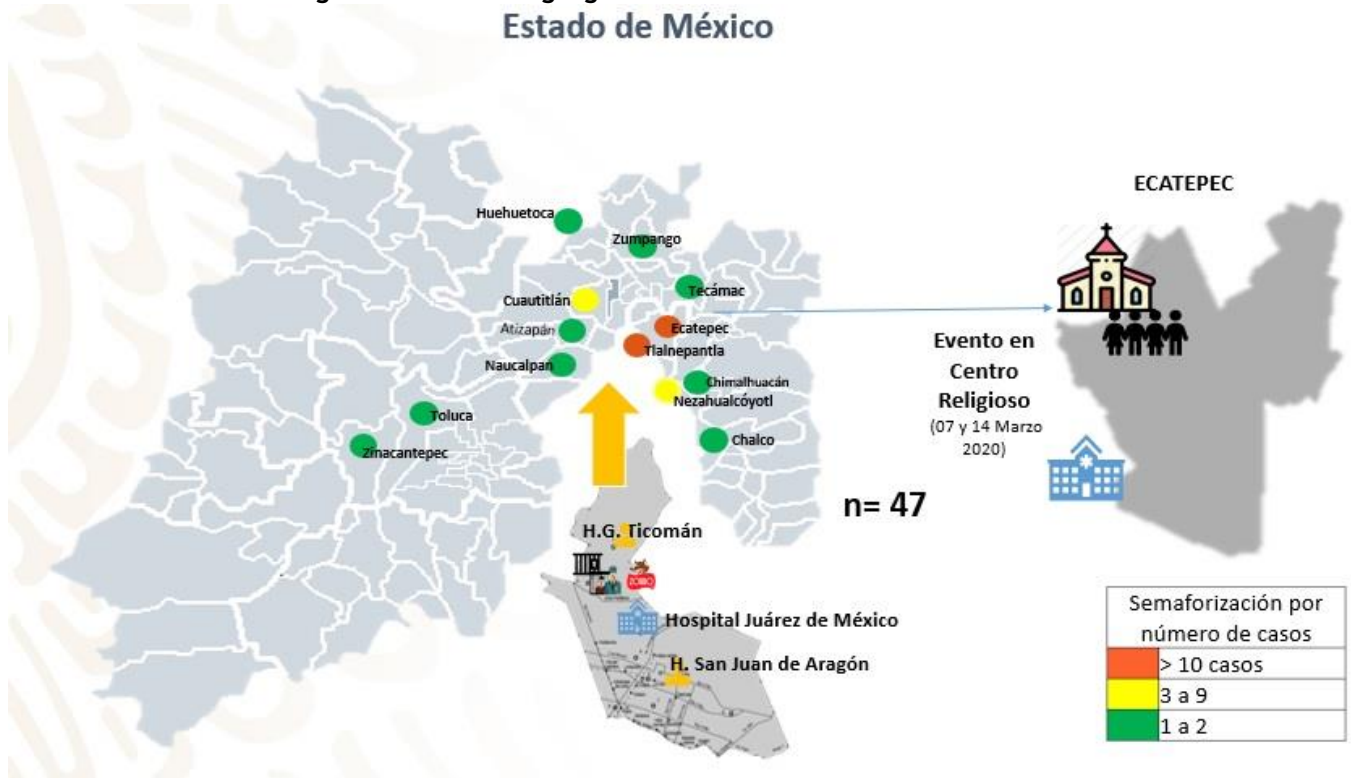 Estado de México
ECATEPEC
Huehuetoca
Zumpango
Tecámac
Cuautitlán
Atizapán
Ecatepec
Tlalnepantla
Naucalpan
Chimalhuacán
Nezahualcóyotl
Toluca
Chalco
Zinacantepec
Evento en
Centro
Religioso
(07 y 14 Marzo
2020)
n= 47
H.G. Ticomán
ZORRO
Hospital Juárez de México
H. San Juan de Aragón
Semaforización por
número de casos
> 10 casos
3 a 9
1 a 2